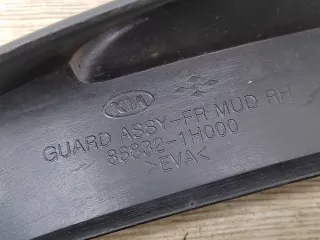 KIA
GUARD ASSY-FR MUD RH
86832-1H000
>EVA<